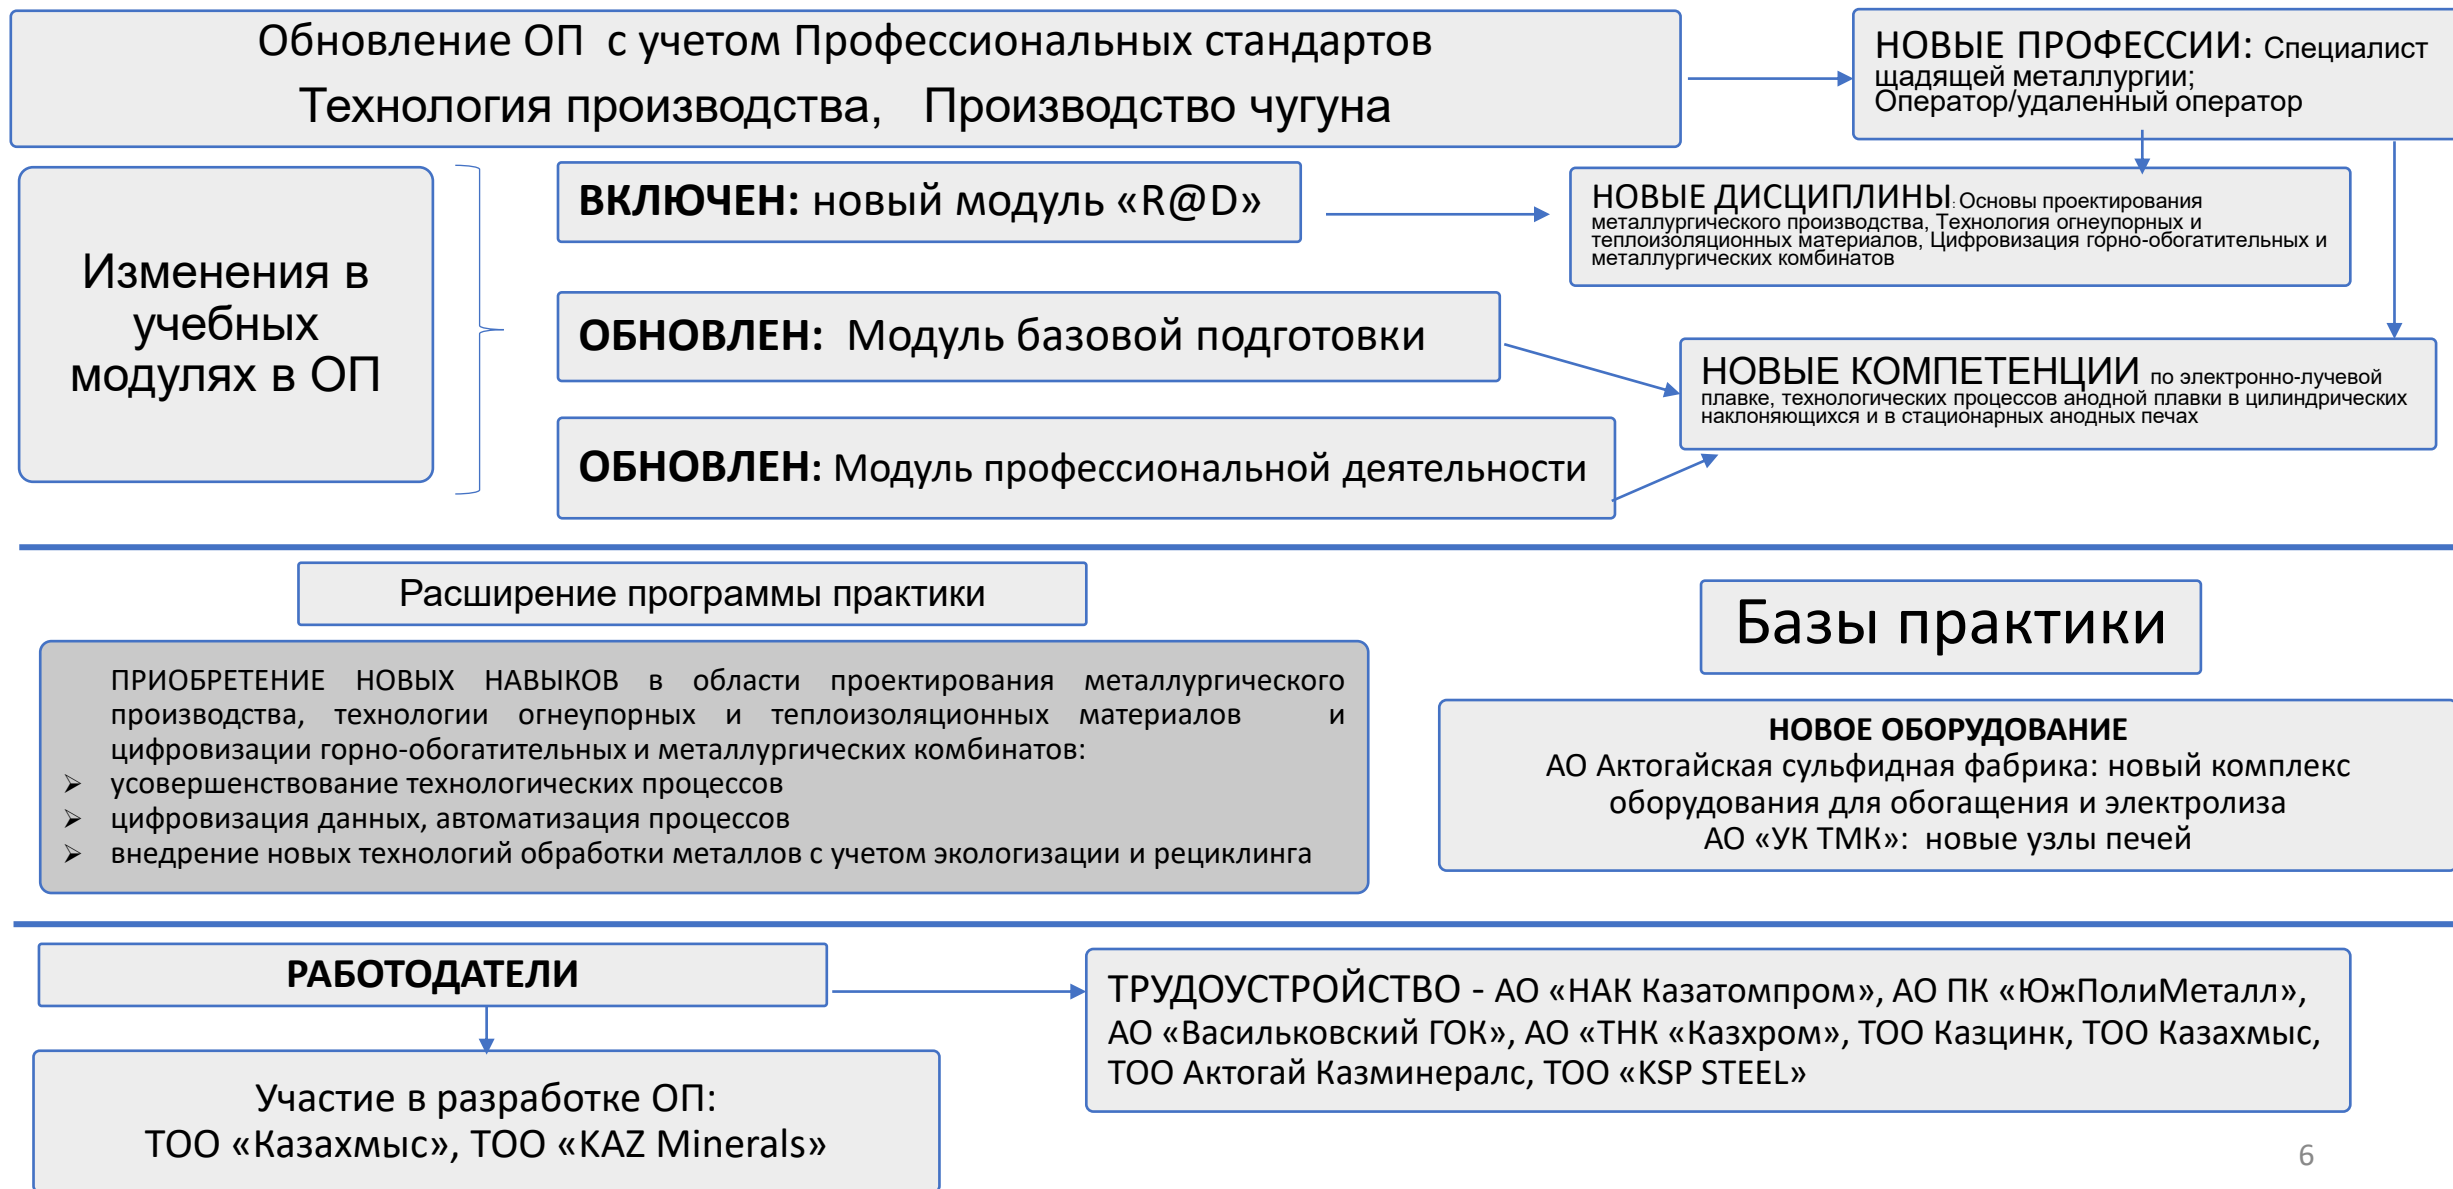 Обновление ОП с учетом Профессиональных стандартов
Технология производства, Производство чугуна
НОВЫЕ ПРОФЕССИИ: Специалист
щадящей металлургии;
Оператор/удаленный оператор
Изменения в
учебных
модулях в ОП
ВКЛЮЧЕН: новый модуль «R@D»
НОВЫЕ ДИСЦИПЛИНЫ: Основы проектирования
металлургического производства, Технология огнеупорных и
теплоизоляционных материалов, Цифровизация горно-обогатительных и
металлургических комбинатов
ОБНОВЛЕН: Модуль базовой подготовки
НОВЫЕ КОМПЕТЕНЦИИ по электронно-лучевой
плавке, технологических процессов анодной плавки в цилиндрических
наклоняющихся и в стационарных анодных печах
ОБНОВЛЕН: Модуль профессиональной деятельности
Расширение программы практики
ПРИОБРЕТЕНИЕ НОВЫХ НАВЫКОВ в области проектирования металлургического
производства, технологии огнеупорных и теплоизоляционных материалов и
цифровизации горно-обогатительных и металлургических комбинатов:
➢ усовершенствование технологических процессов
➢ цифровизация данных, автоматизация процессов
➢ внедрение новых технологий обработки металлов с учетом экологизации и рециклинга
Базы практики
НОВОЕ ОБОРУДОВАНИЕ
АО Актогайская сульфидная фабрика: новый комплекс
оборудования для обогащения и электролиза
АО «УК ТМК»: новые узлы печей
РАБОТОДАТЕЛИ
Участие в разработке ОП:
ТОО «Казахмыс», ТОО «KAZ Minerals»
ТРУДОУСТРОЙСТВО - АО «НАК Казатомпром», АО ПК «ЮжПолиМеталл»,
АО «Васильковский ГОК», АО «ТНК «Казхром», ТОО Казцинк, ТОО Казахмыс,
ТОО Актогай Казминералс, ТОО «KSP STEEL»
6